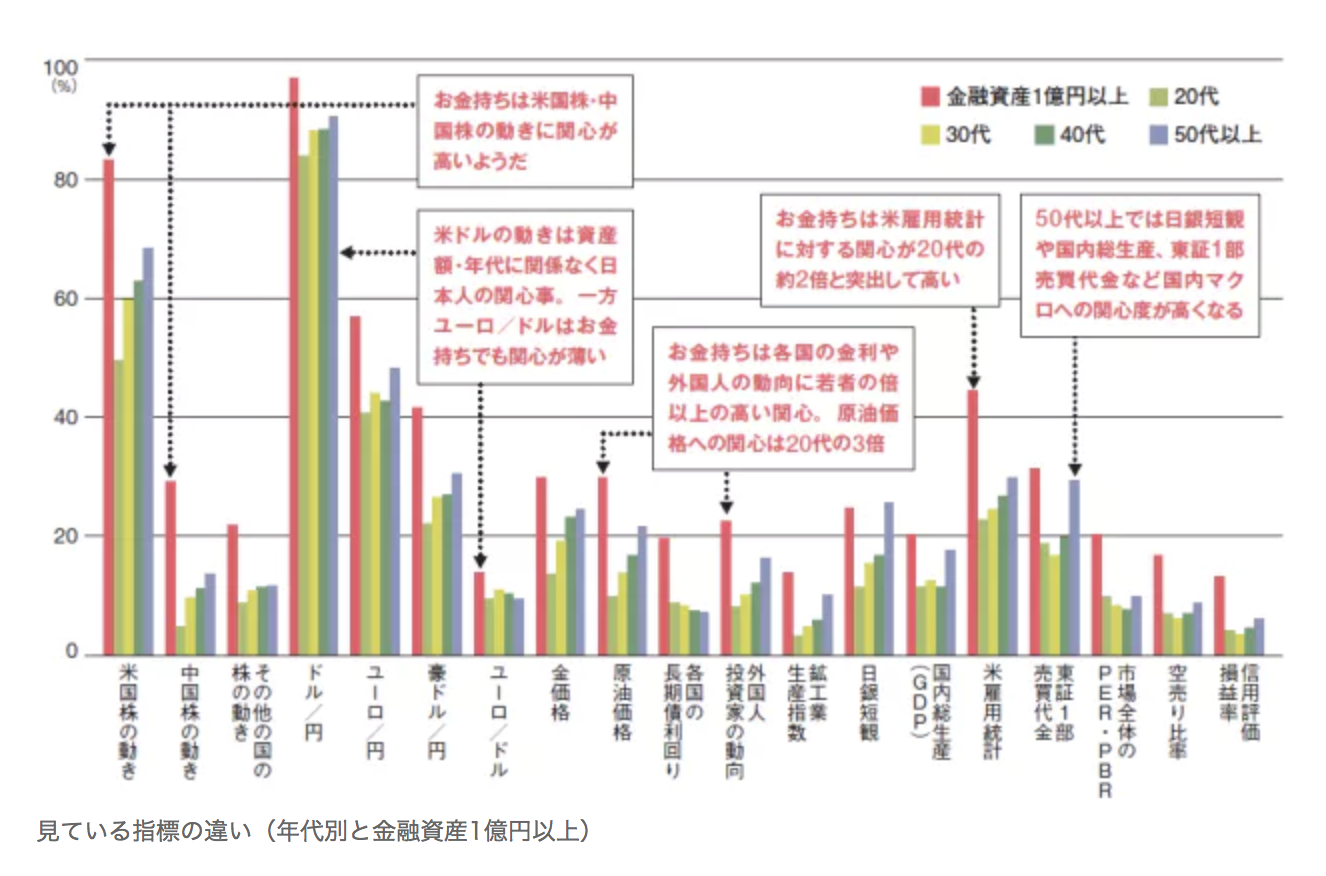 100
(%)
80
60
40
20
0
お金持ちは米国株・中
国株の動きに関心が
高いようだ
米ドルの動きは資産
額・年代に関係なく日
本人の関心事。一方
ユーロ／ドルはお金
持ちでも関心が薄い
お金持ちは各国の金利や
外国人の動向に若者の倍
以上の高い関心。原油価
格への関心は20代の3倍
お金持ちは米雇用統計
に対する関心が20代の
約2倍と突出して高い
50代以上では日銀短観
や国内総生産、東証1部
売買代金など国内マク
ロへの関心度が高くなる
金融資産1億円以上
20代
30代
40代
50代以上
米国株の動き
中国株の動き
その他の国の
株の動き
ドル／円
ユーロ／円
豪ドル／円
ユーロ／ドル
金価格
原油価格
各国の
長期債利回り
外国人
投資家の動向
鉱工業
生産指数
日銀短観
国内総生産
（GDP）
米雇用統計
東証1部
売買代金
市場全体の
PER・PBR
空売り比率
信用評価
損益率
見ている指標の違い（年代別と金融資産1億円以上）